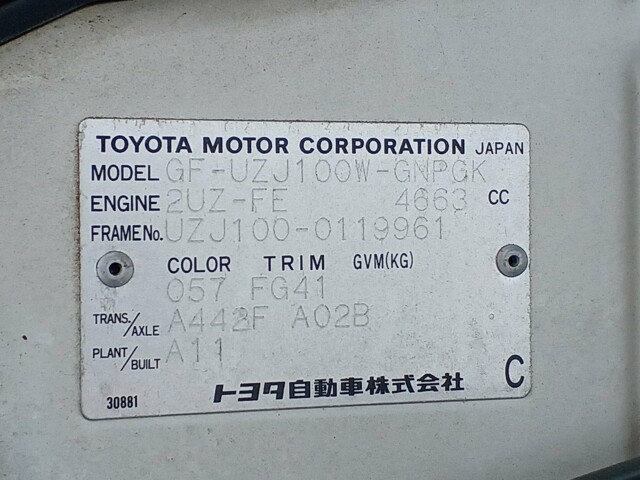 TOYOTA MOTOR CORPORATION JAPAN
MODEL GF-UZJ100W-GNPGK
ENGINE 2UZ-FE 4663 CC
FRAME No. UZJ100-0119961
COLOR TRIM GVM(KG)
057 FG41
TRANS./AXLE A442F A02B
PLANT/BUILT A11
トヨタ自動車株式会社 C
30881